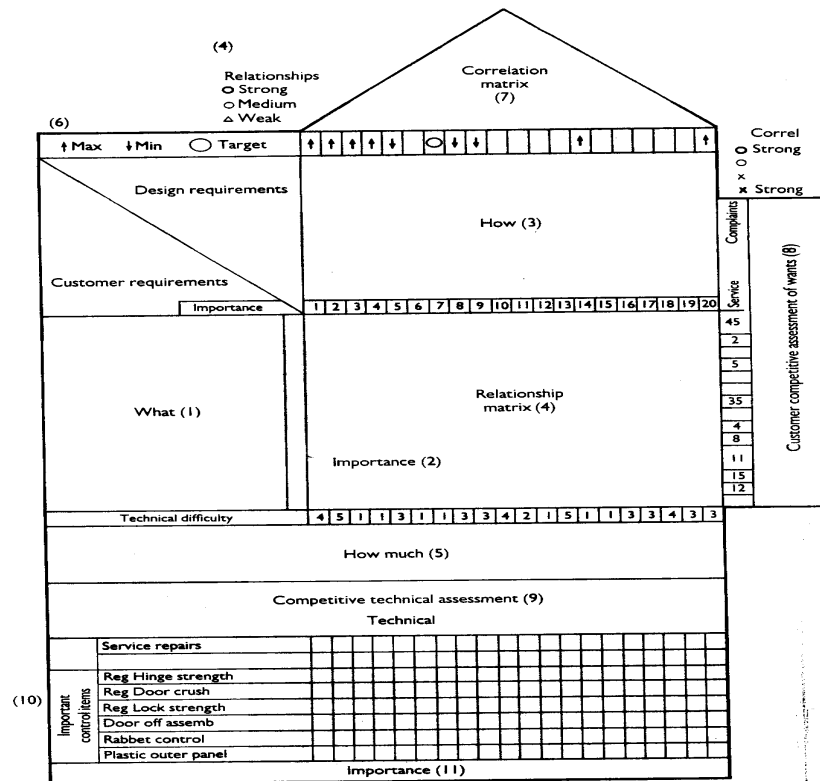 (4)
Relationships
Strong
Medium
Weak
Correlation
matrix
(7)
(6)
Max Min Target
Correl
Strong
Strong
Design requirements
Customer requirements
How (3)
Complaints
Service
Customer competitive assessment of wants (8)
Importance 1 2 3 4 5 6 7 8 9 10 11 12 13 14 15 16 17 18 19 20
45
2
5
35
4
8
11
15
12
What (1)
Relationship
matrix (4)
Importance (2)
Technical difficulty 4 5 1 1 3 1 1 3 3 4 2 1 5 1 1 3 3 4 3 3
How much (5)
Competitive technical assessment (9)
Technical
Service repairs
(10)
Important
control items
Reg Hinge strength
Reg Door crush
Reg Lock strength
Door off assemb
Rabbet control
Plastic outer panel
Importance (11)